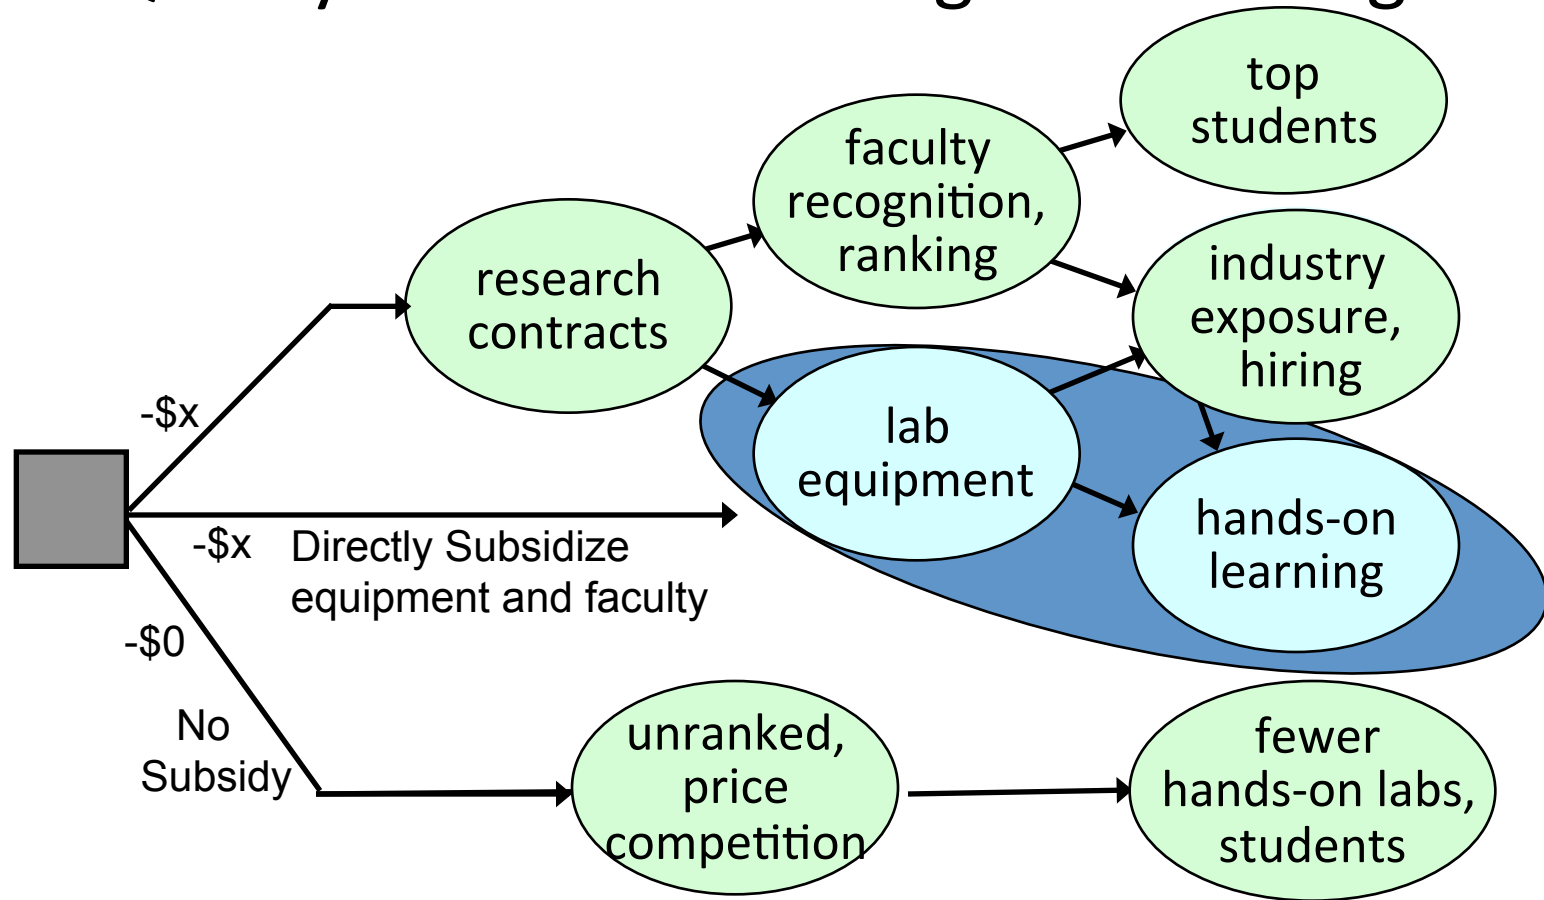 top
students
faculty
recognition,
ranking
research
contracts
industry
exposure,
hiring
-$x
lab
equipment
hands-on
learning
-$x
Directly Subsidize
equipment and faculty
-$0
No
Subsidy
unranked,
price
competition
fewer
hands-on labs,
students